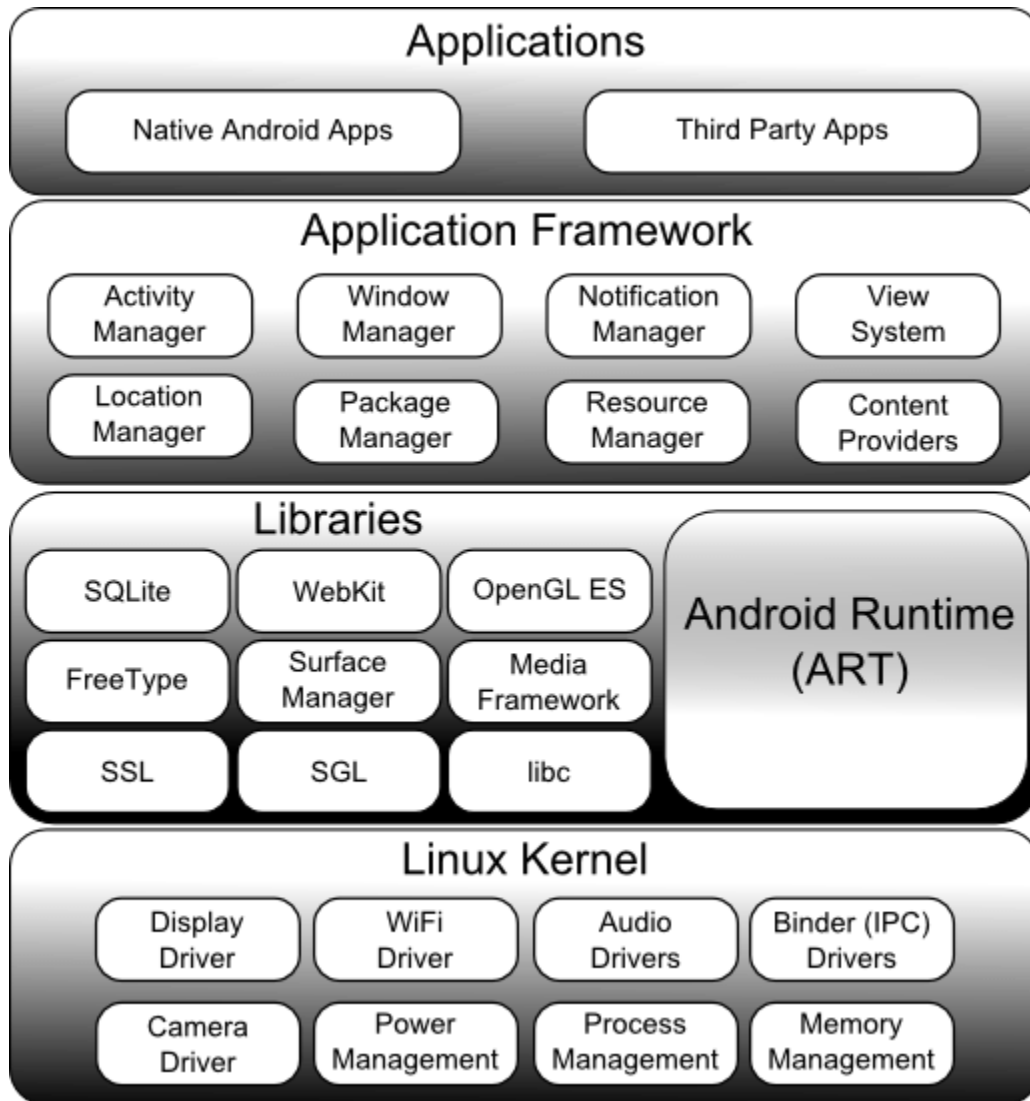 Applications
Native Android Apps
Third Party Apps
Application Framework
Activity
Manager
Window
Manager
Notification
Manager
View
System
Location
Manager
Package
Manager
Resource
Manager
Content
Providers
Libraries
SQLite
WebKit
OpenGL ES
FreeType
Surface
Manager
Media
Framework
SSL
SGL
libc
Android Runtime
(ART)
Linux Kernel
Display
Driver
WiFi
Driver
Audio
Drivers
Binder (IPC)
Drivers
Camera
Driver
Power
Management
Process
Management
Memory
Management